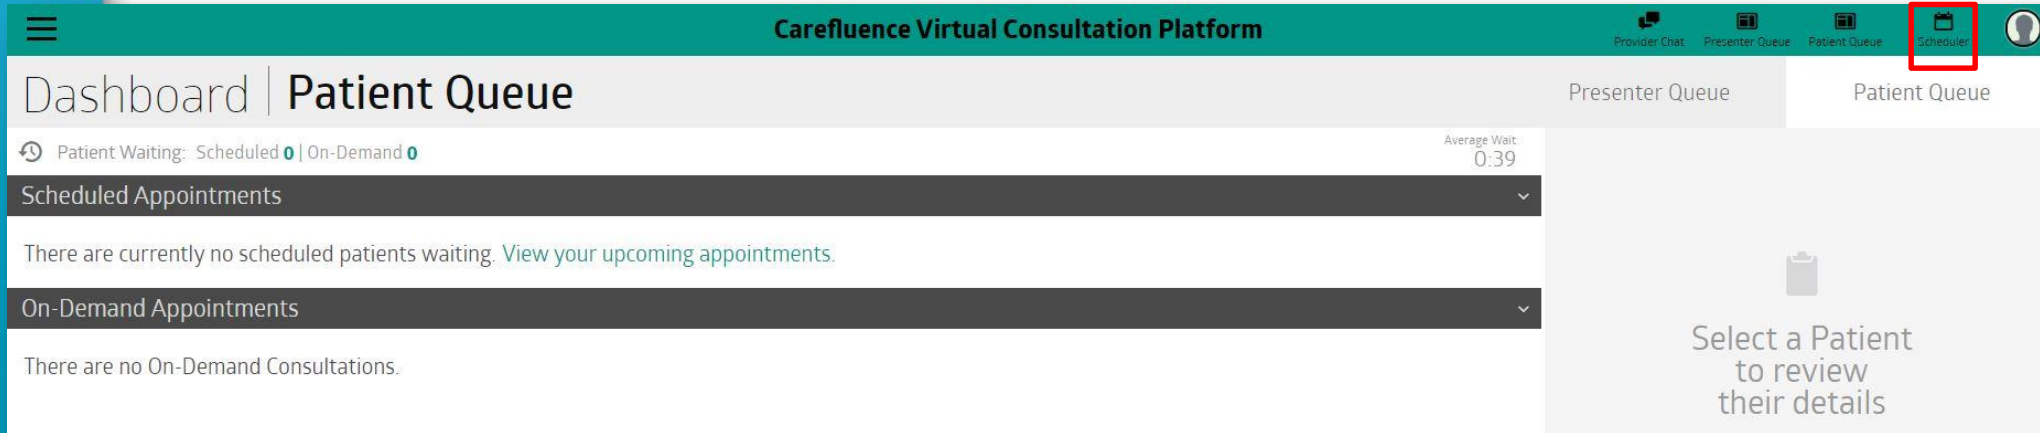 Carefluence Virtual Consultation Platform
Provider Chat
Presenter Queue
Patient Queue
Scheduler
Dashboard | Patient Queue
Presenter Queue
Patient Queue
Patient Waiting: Scheduled 0 | On-Demand 0
Average Wait
0:39
Scheduled Appointments
There are currently no scheduled patients waiting. View your upcoming appointments.
On-Demand Appointments
There are no On-Demand Consultations.
Select a Patient
to review
their details